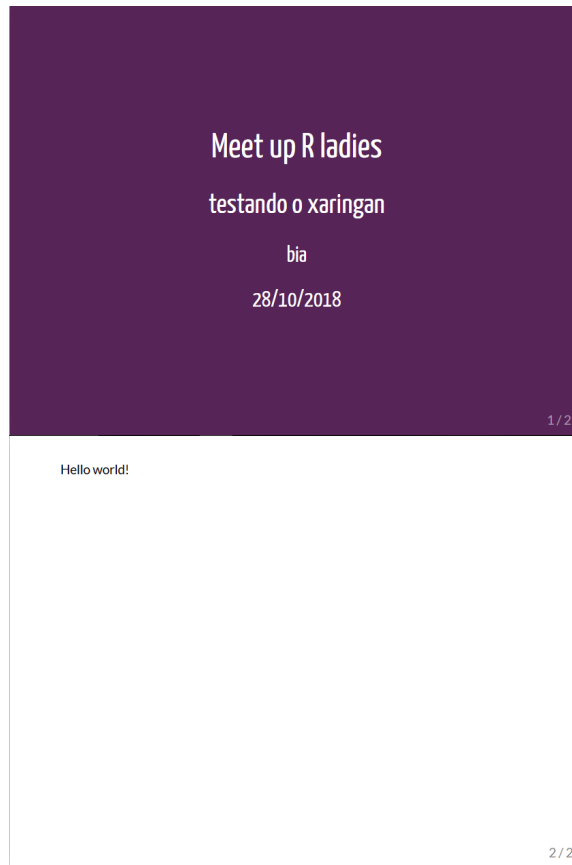 Meet up R ladies
testando o xaringan
bia
28/10/2018
1 / 2
Hello world!
2 / 2